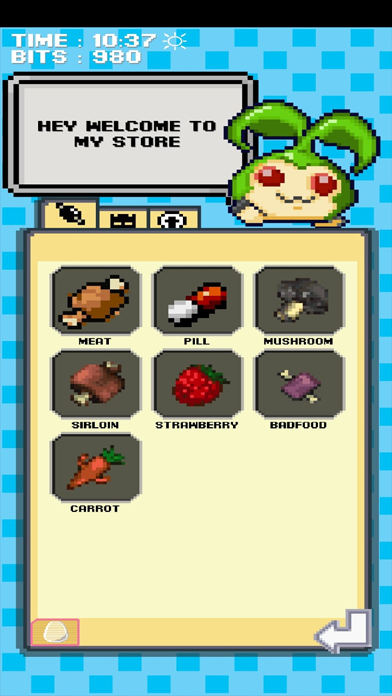 TIME : 10:37
BITS : 980
HEY WELCOME TO
MY STORE
MEAT PILL MUSHROOM
SIRLOIN STRAWBERRY BADFOOD
CARROT